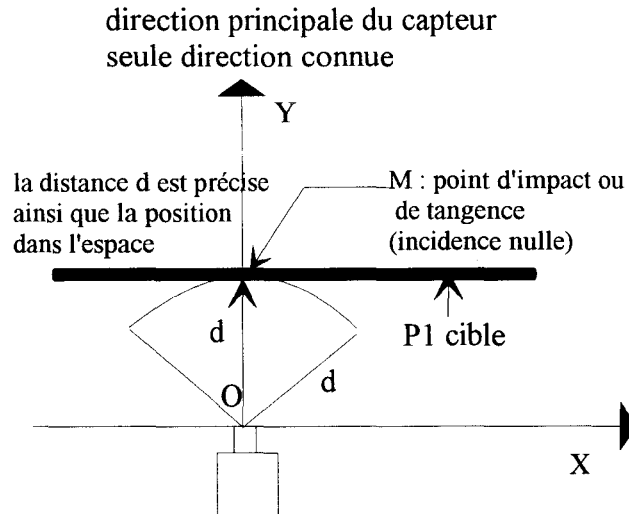 direction principale du capteur
seule direction connue
Y
la distance d est précise
ainsi que la position
dans l'espace
M : point d'impact ou
de tangence
(incidence nulle)
P1 cible
d
d
O
X